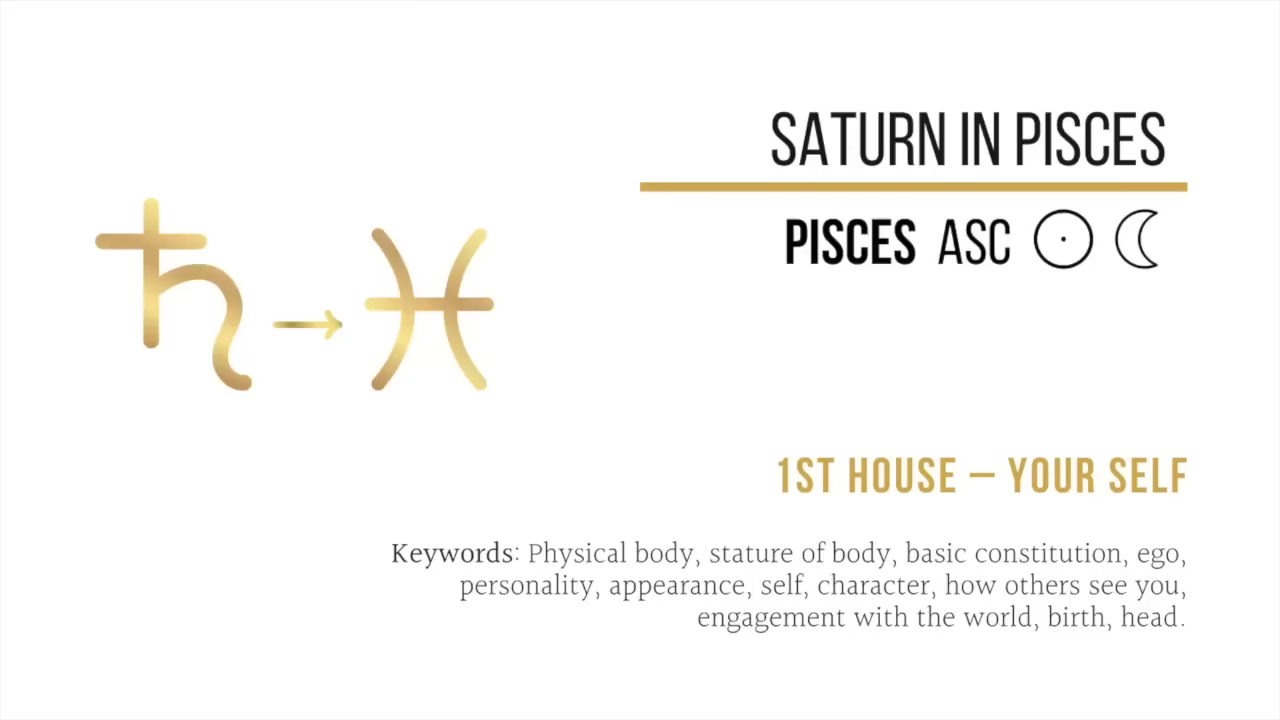 SATURN IN PISCES
PISCES ASC ☉ ☾
♄ → ♓
1ST HOUSE – YOUR SELF
Keywords: Physical body, stature of body, basic constitution, ego,
personality, appearance, self, character, how others see you,
engagement with the world, birth, head.